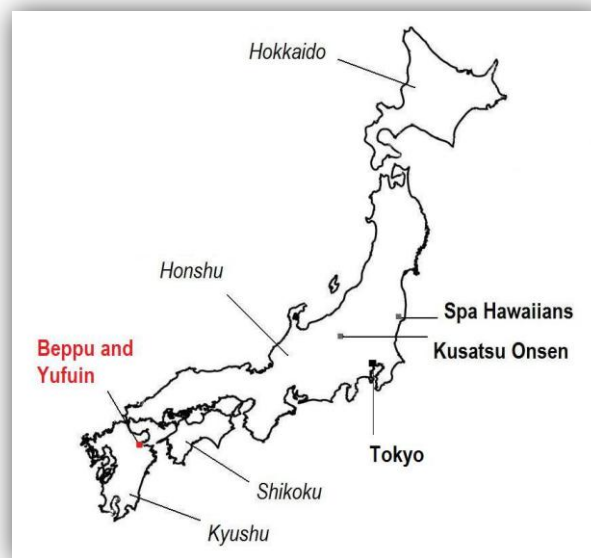 Hokkaido
Honshu
Spa Hawaiians
Kusatsu Onsen
Beppu and
Yufuin
Tokyo
Shikoku
Kyushu